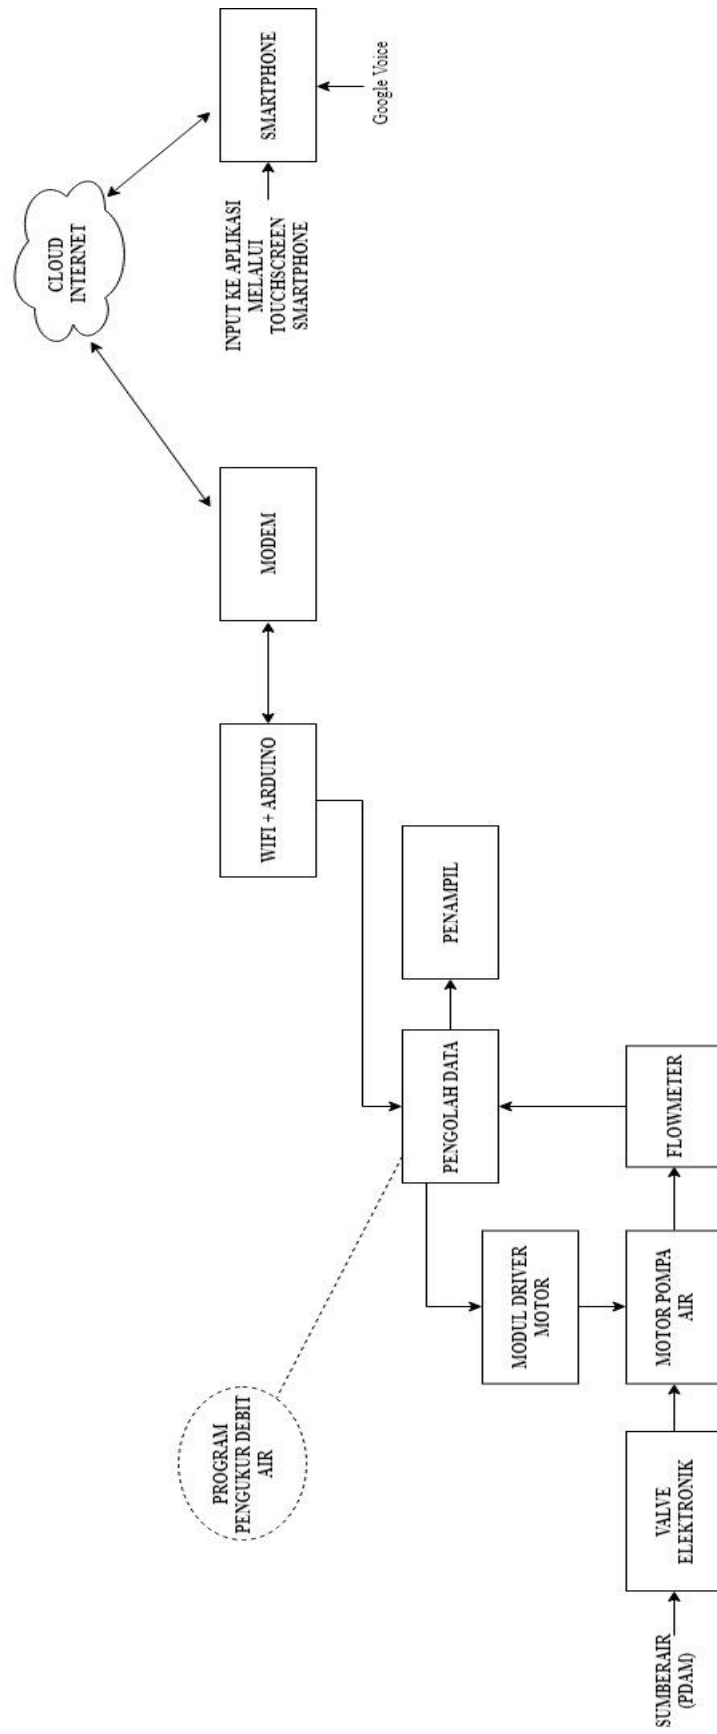 PROGRAM
PENGUKUR DEBIT
AIR
CLOUD
INTERNET
WIFI + ARDUINO
MODEM
SMARTPHONE
INPUT KE APLIKASI
MELALUI
TOUCHSCREEN
SMARTPHONE
Google Voice
PENGOLAH DATA
PENAMPIL
MODUL DRIVER
MOTOR
SUMBERAIR
(PDAM)
VALVE
ELEKTRONIK
MOTOR POMPA
AIR
FLOWMETER